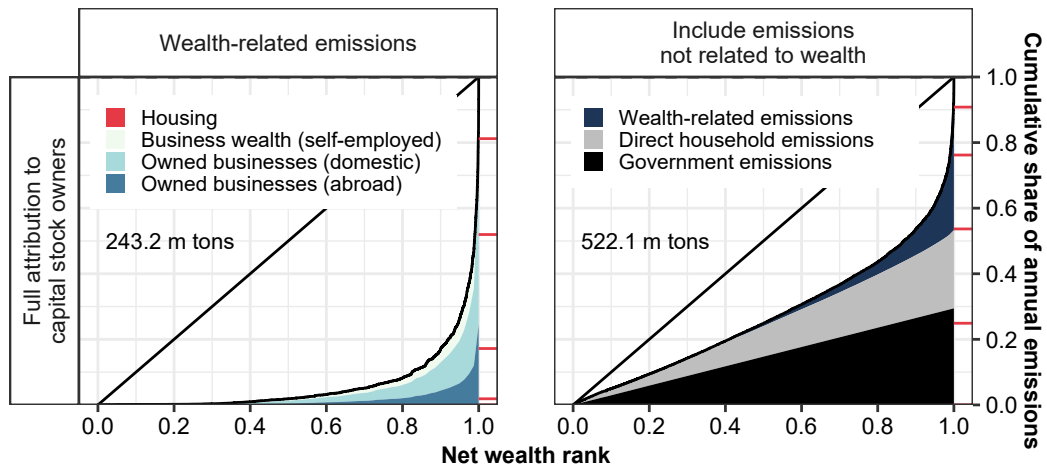 Wealth-related emissions
Include emissions
not related to wealth
Full attribution to
capital stock owners
Housing
Business wealth (self-employed)
Owned businesses (domestic)
Owned businesses (abroad)
243.2 m tons
Wealth-related emissions
Direct household emissions
Government emissions
522.1 m tons
1.0
0.8
0.6
0.4
0.2
0.0
Cumulative share of annual emissions
0.0 0.2 0.4 0.6 0.8 1.0
0.0 0.2 0.4 0.6 0.8 1.0
Net wealth rank